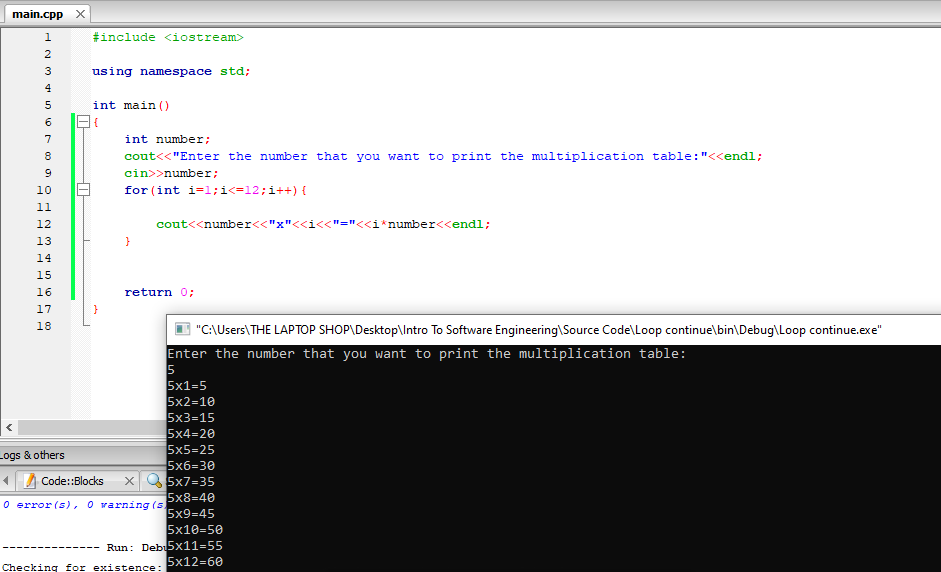 main.cpp
1 #include <iostream>
2
3 using namespace std;
4
5 int main()
6 {
7 int number;
8 cout<<"Enter the number that you want to print the multiplication table:"<<endl;
9 cin>>number;
10 for(int i=1;i<=12;i++){
11
12 cout<<number<<"x"<<i<<"="<<i*number<<endl;
13 }
14
15
16 return 0;
17 }
18
"C:\Users\THE LAPTOP SHOP\Desktop\Intro To Software Engineering\Source Code\Loop continue\bin\Debug\Loop continue.exe"
Enter the number that you want to print the multiplication table:
5
5x1=5
5x2=10
5x3=15
5x4=20
5x5=25
5x6=30
5x7=35
5x8=40
5x9=45
5x10=50
5x11=55
5x12=60
Logs & others
Code::Blocks
0 error(s), 0 warning(s)
-------------- Run: Debu
Checking for existence: